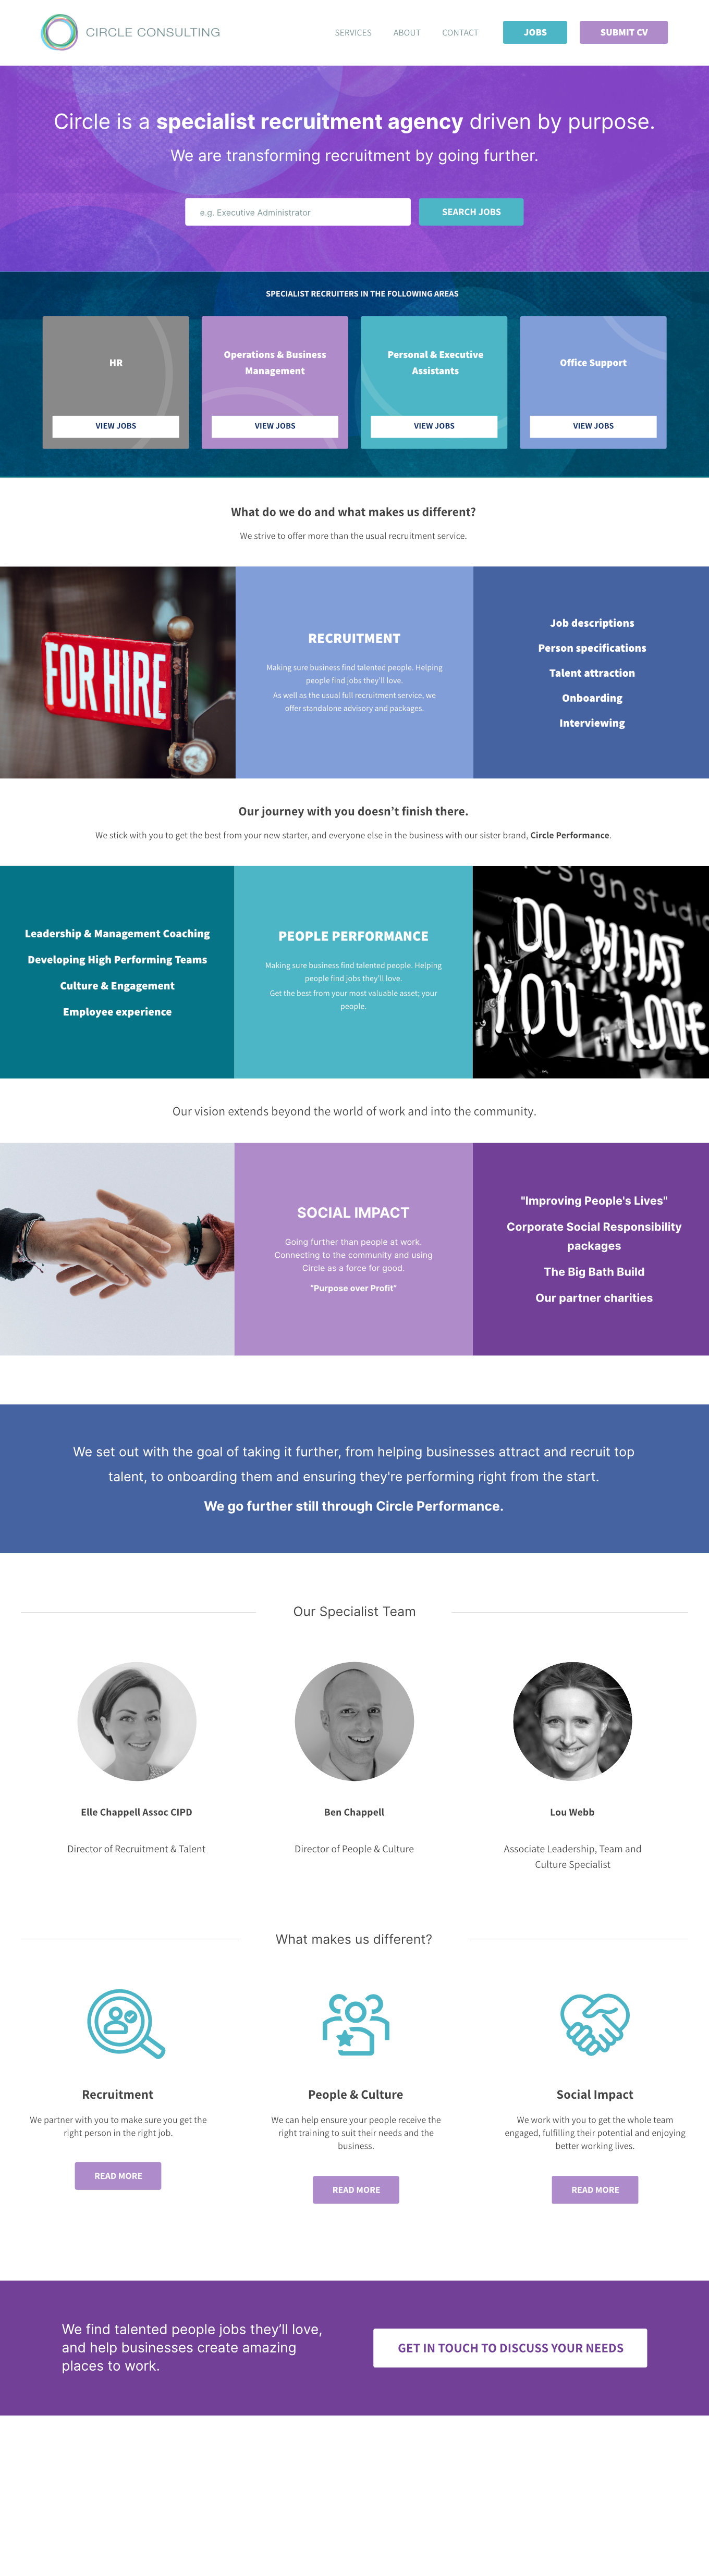 CIRCLE CONSULTING
SERVICES ABOUT CONTACT JOBS SUBMIT CV
Circle is a specialist recruitment agency driven by purpose.
We are transforming recruitment by going further.
e.g. Executive Administrator SEARCH JOBS
SPECIALIST RECRUITERS IN THE FOLLOWING AREAS
HR
VIEW JOBS
Operations & Business
Management
VIEW JOBS
Personal & Executive
Assistants
VIEW JOBS
Office Support
VIEW JOBS
What do we do and what makes us different?
We strive to offer more than the usual recruitment service.
FOR HIRE
RECRUITMENT
Making sure business find talented people. Helping
people find jobs they'll love.
As well as the usual full recruitment service, we
offer standalone advisory and packages.
Job descriptions
Person specifications
Talent attraction
Onboarding
Interviewing
Our journey with you doesn't finish there.
We stick with you to get the best from your new starter, and everyone else in the business with our sister brand, Circle Performance.
Leadership & Management Coaching
Developing High Performing Teams
Culture & Engagement
Employee experience
PEOPLE PERFORMANCE
Making sure business find talented people. Helping
people find jobs they'll love.
Get the best from your most valuable asset; your
people.
DO WHAT
YOU LOVE
Our vision extends beyond the world of work and into the community.
SOCIAL IMPACT
Going further than people at work.
Connecting to the community and using
Circle as a force for good.
"Purpose over Profit"
"Improving People's Lives"
Corporate Social Responsibility
packages
The Big Bath Build
Our partner charities
We set out with the goal of taking it further, from helping businesses attract and recruit top
talent, to onboarding them and ensuring they're performing right from the start.
We go further still through Circle Performance.
Our Specialist Team
Elle Chappell Assoc CIPD
Director of Recruitment & Talent
Ben Chappell
Director of People & Culture
Lou Webb
Associate Leadership, Team and
Culture Specialist
What makes us different?
Recruitment
We partner with you to make sure you get the
right person in the right job.
READ MORE
People & Culture
We can help ensure your people receive the
right training to suit their needs and the
business.
READ MORE
Social Impact
We work with you to get the whole team
engaged, fulfilling their potential and enjoying
better working lives.
READ MORE
We find talented people jobs they'll love,
and help businesses create amazing
places to work.
GET IN TOUCH TO DISCUSS YOUR NEEDS